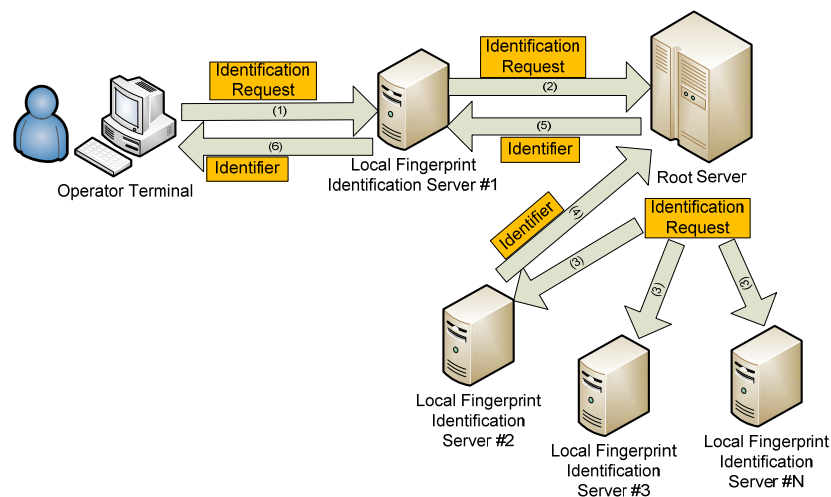 Identification
Request
(1)
(6)
Identifier
Operator Terminal
Local Fingerprint
Identification Server #1
Identification
Request
(2)
(5)
Identifier
Root Server
Identifier
(4)
Identification
Request
(3)
(3)
(3)
Local Fingerprint
Identification
Server #2
Local Fingerprint
Identification
Server #3
Local Fingerprint
Identification
Server #N